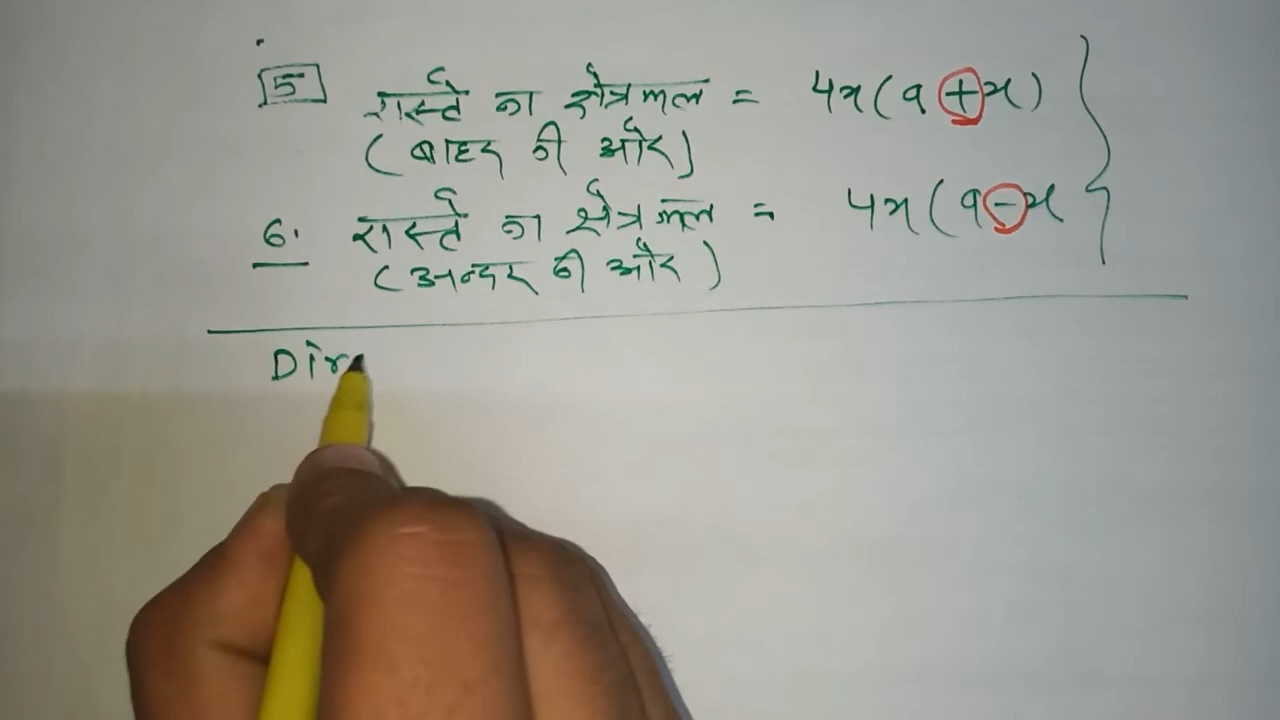 5 रास्ते का क्षेत्रफल = 4x(a+x)
(बाहर की ओर)
6. रास्ते का क्षेत्रफल = 4x(a-x
(अन्दर की ओर)
Dir